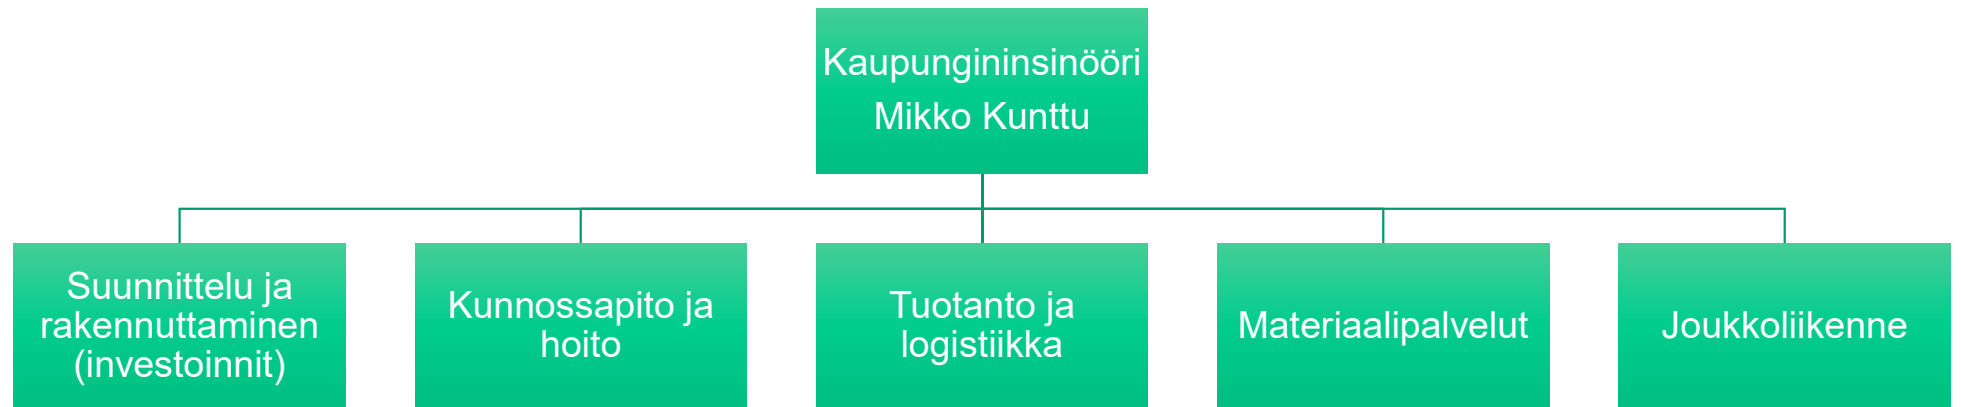 Kaupungininsinööri
Mikko Kunttu
Suunnittelu ja
rakennuttaminen
(investoinnit)
Kunnossapito ja
hoito
Tuotanto ja
logistiikka
Materiaalipalvelut
Joukkoliikenne